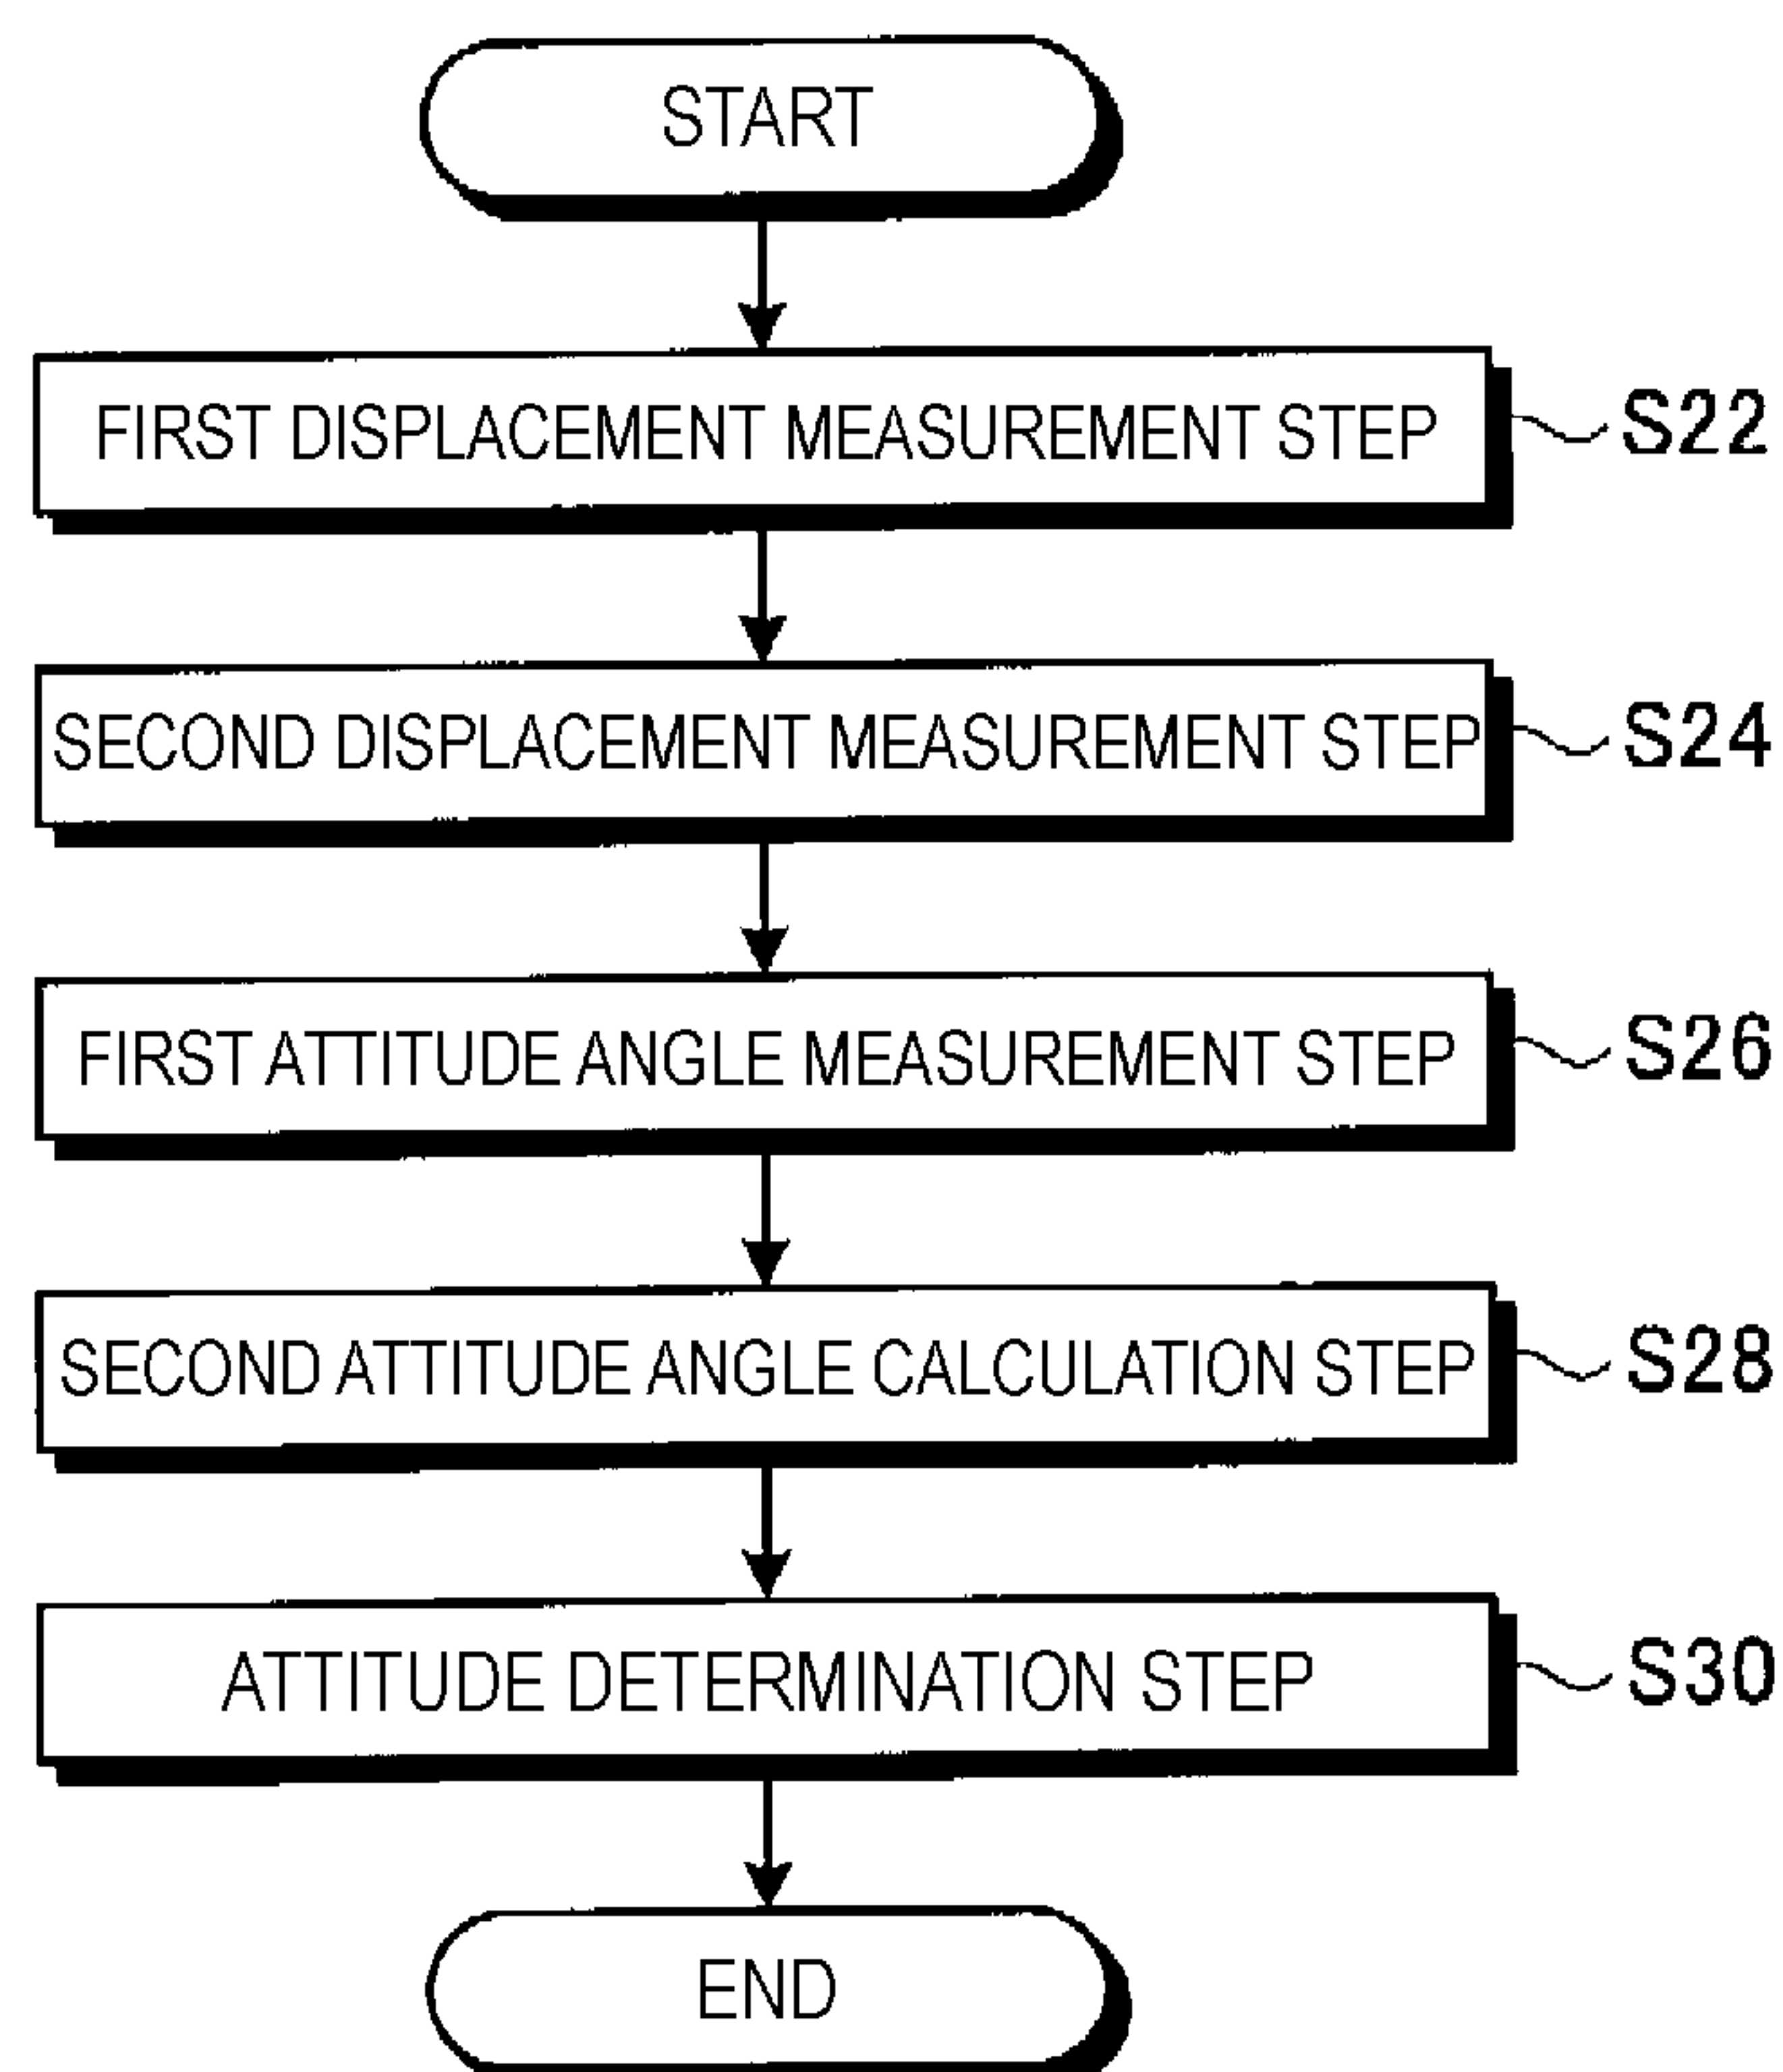 START
FIRST DISPLACEMENT MEASUREMENT STEP S22
SECOND DISPLACEMENT MEASUREMENT STEP S24
FIRST ATTITUDE ANGLE MEASUREMENT STEP S26
SECOND ATTITUDE ANGLE CALCULATION STEP S28
ATTITUDE DETERMINATION STEP S30
END